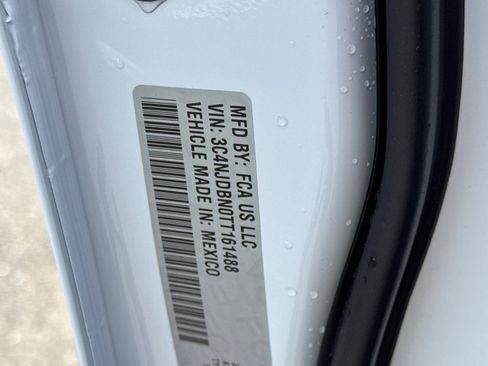 MFD BY: FCA US LLC
VIN: 3C4NJDBN0TT161488
VEHICLE MADE IN: MEXICO